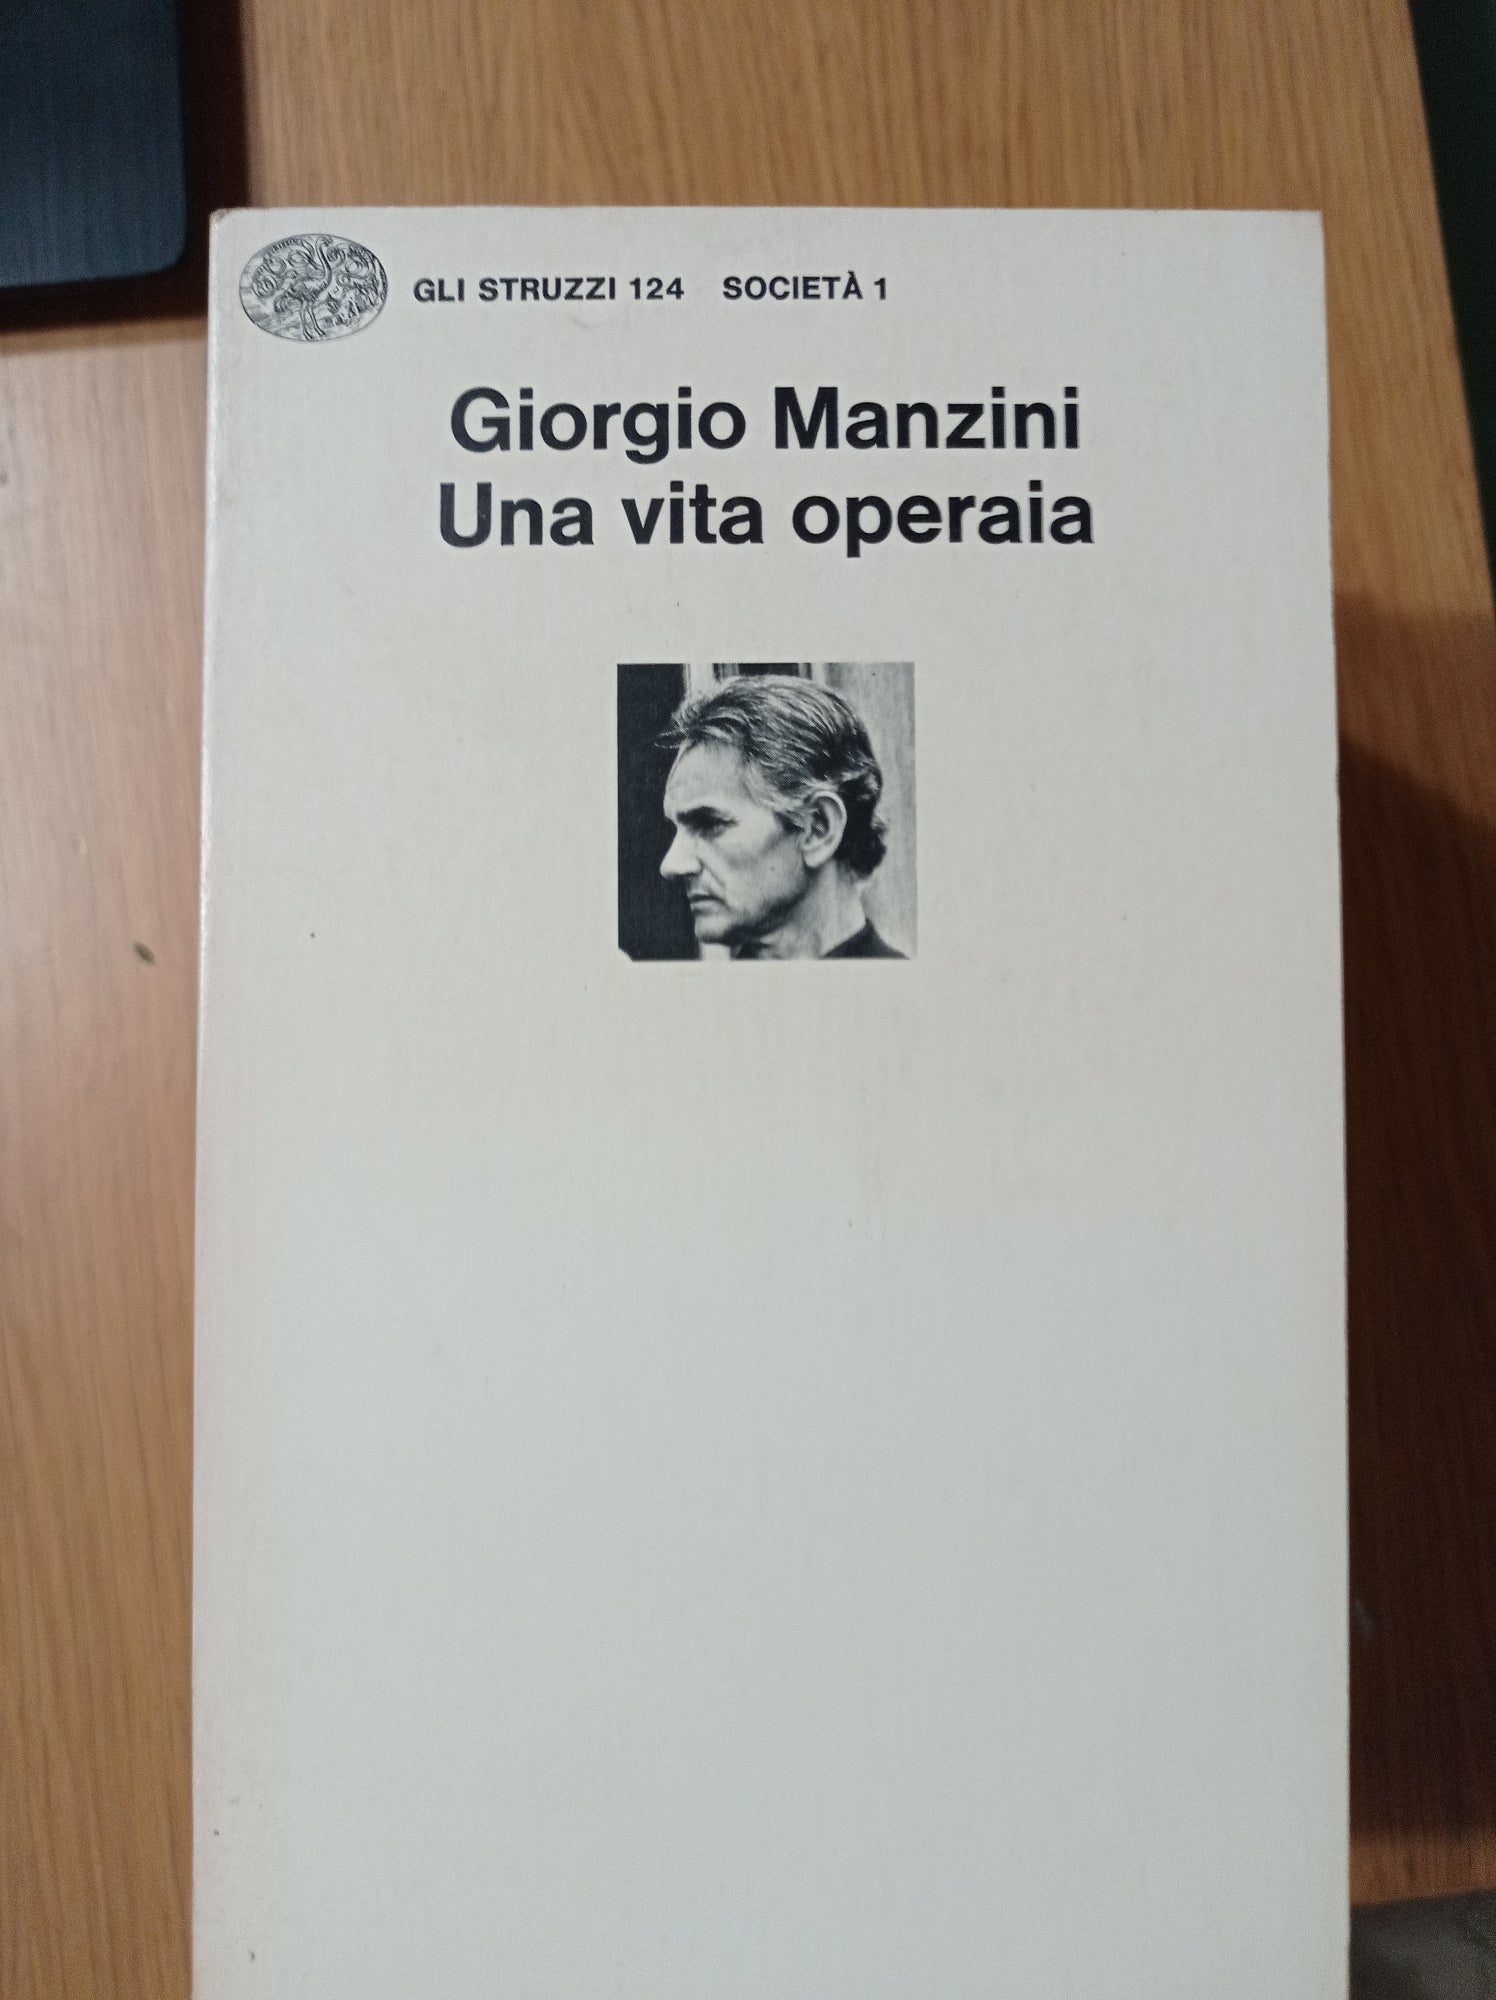 GLI STRUZZI 124 SOCIETÀ 1
Giorgio Manzini
Una vita operaia